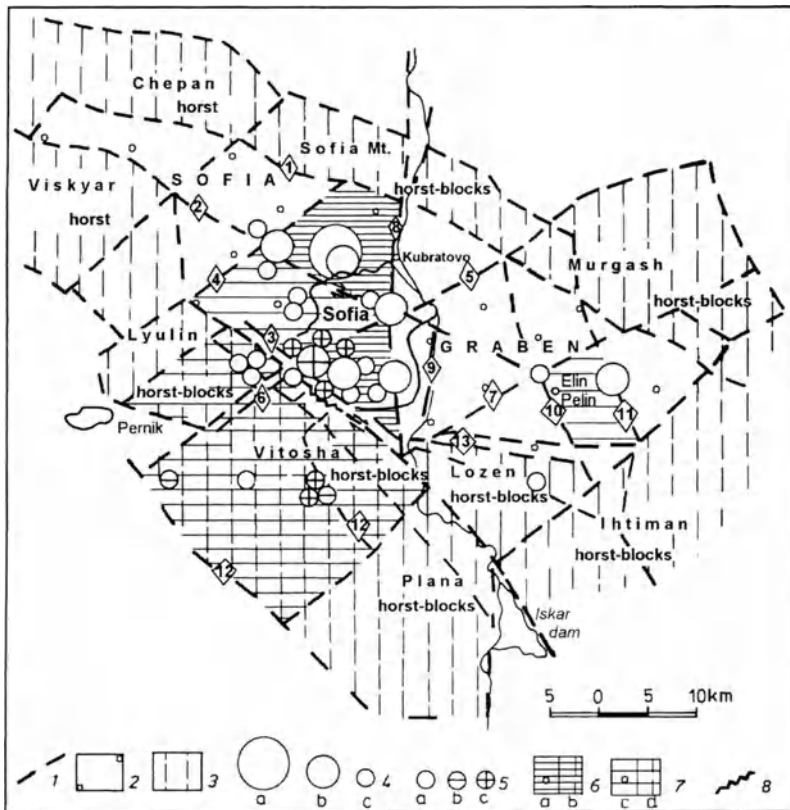 Chepan
horst
Sofia Mt.
1
SOFIA
Viskyar
horst
horst-blocks
2
8
Kubratovo
Murgash
4
5
horst-blocks
Sofia
Lyulin
3
GRABEN
9
horst-blocks
6
7
Elin
Pelin
10
11
Pernik
Vitosha
13
horst-blocks
Lozen
horst-blocks
Ihtiman
horst-blocks
12
12
Plana
horst-blocks
Iskar
dam
5 0 5 10km
1 2 3 4 5 6 7 8
a b c a b c a b c d